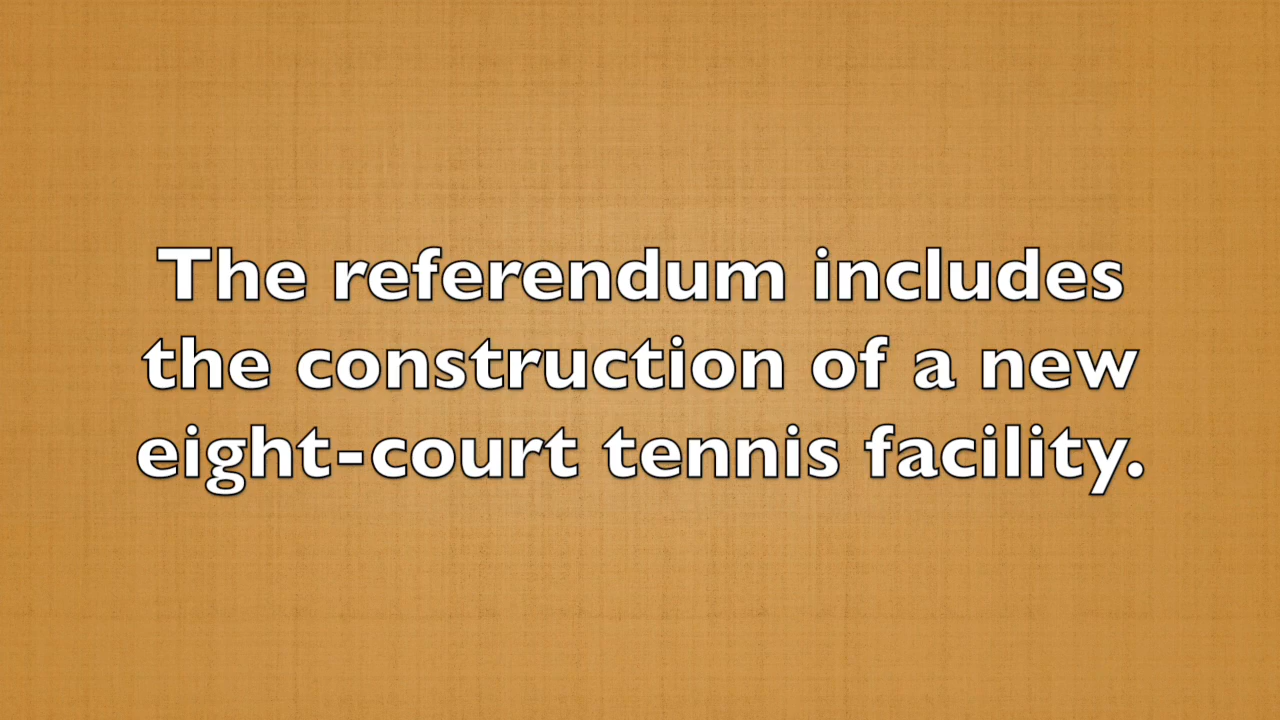 The referendum includes
the construction of a new
eight-court tennis facility.